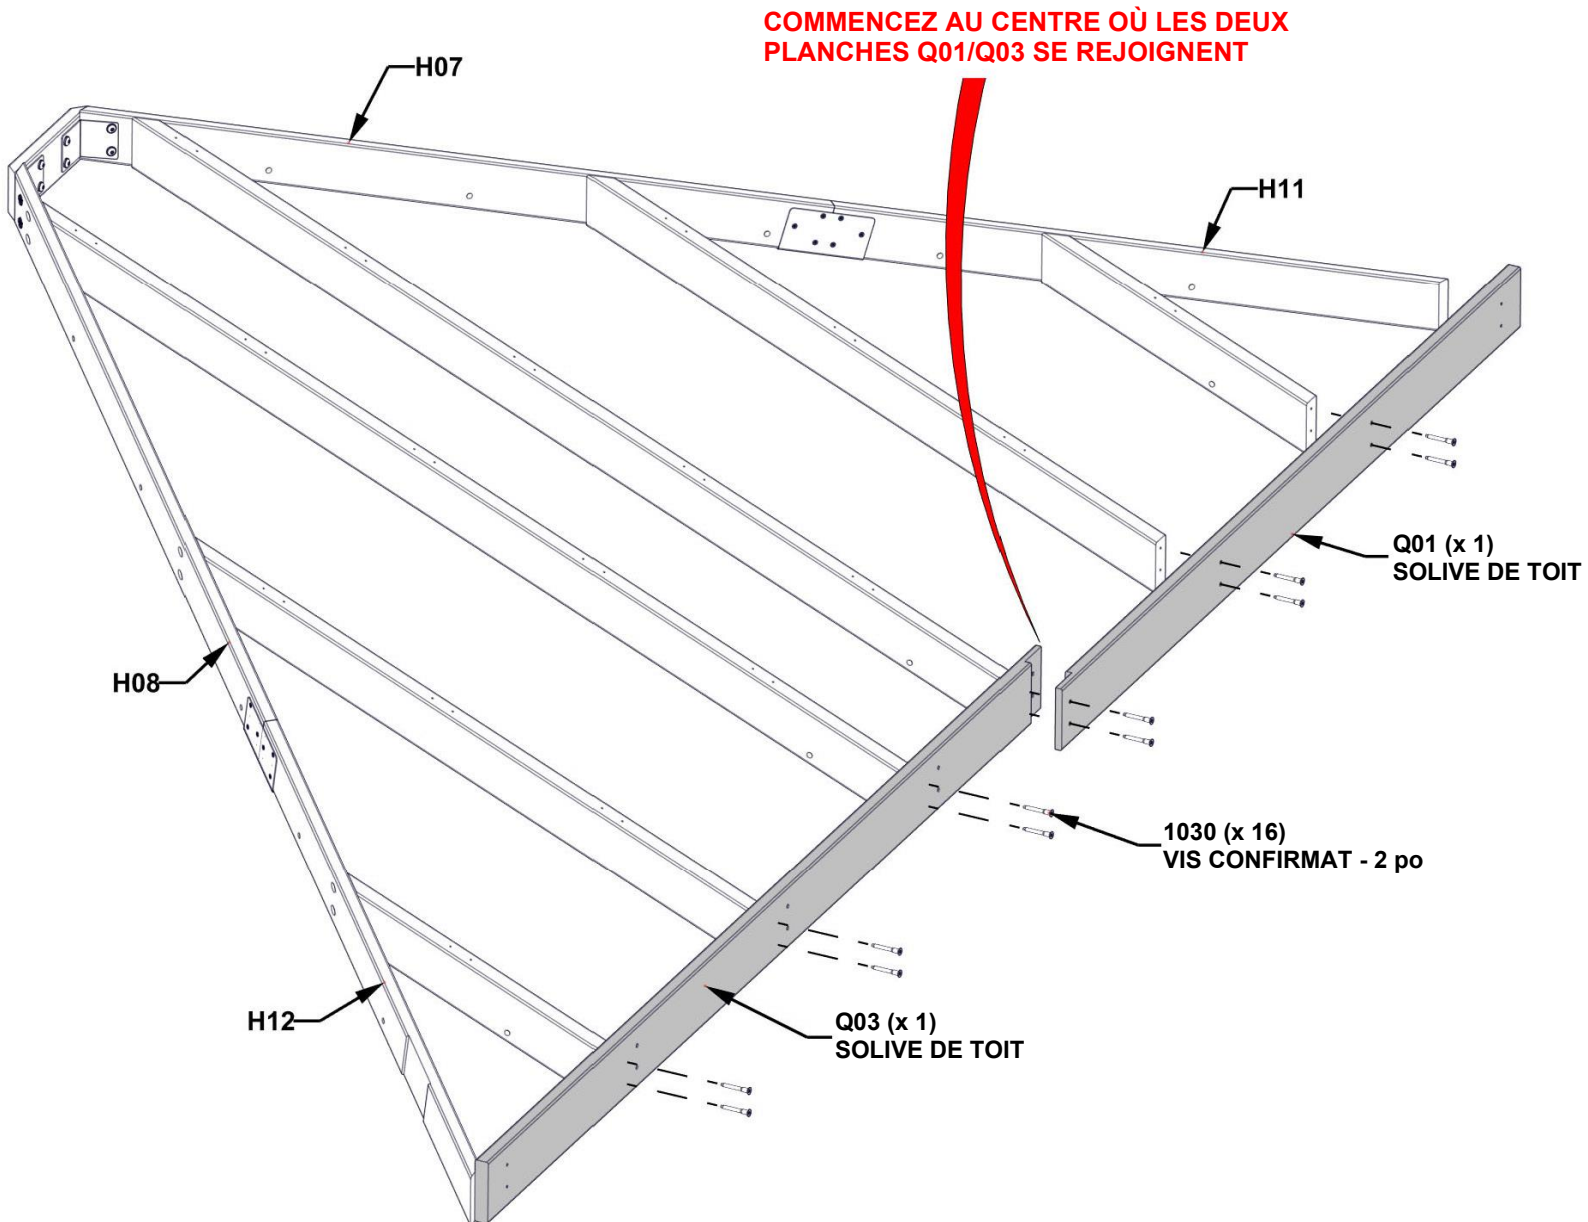 COMMENCEZ AU CENTRE OÙ LES DEUX
PLANCHES Q01/Q03 SE REJOIGNENT
H07
H11
Q01 (x 1)
SOLIVE DE TOIT
H08
1030 (x 16)
VIS CONFIRMAT - 2 po
H12
Q03 (x 1)
SOLIVE DE TOIT